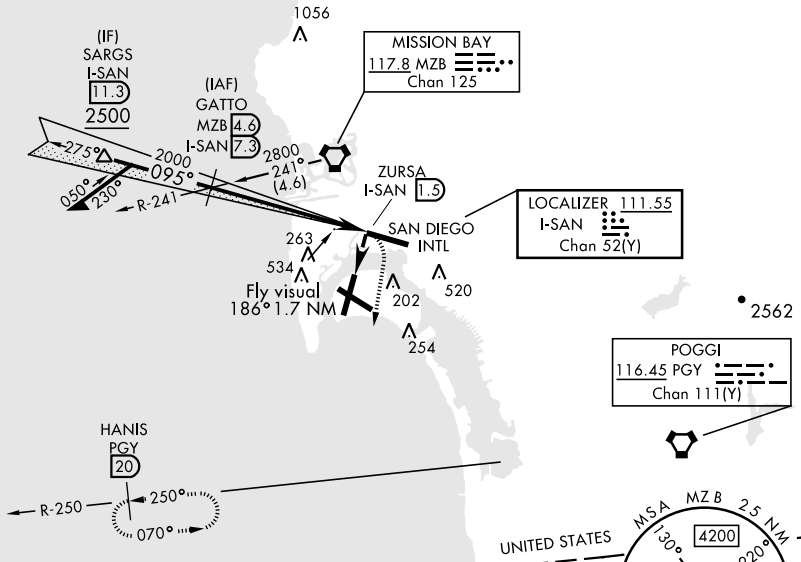 1056
(IF)
SARGS
I-SAN
11.3
2500
(IAF)
GATTO
MZB 4.6
I-SAN 7.3
MISSION BAY
117.8 MZB
Chan 125
275°
2000
095°
2800
241°
(4.6)
050°
230°
R-241
ZURSA
I-SAN 1.5
SAN DIEGO
INTL
LOCALIZER 111.55
I-SAN
Chan 52(Y)
263
534
Fly visual
186° 1.7 NM
202
520
254
2562
POGGI
116.45 PGY
Chan 111(Y)
HANIS
PGY
20
R-250
250°
070°
UNITED STATES
MSA MZB 25 NM
4200
130°
220°